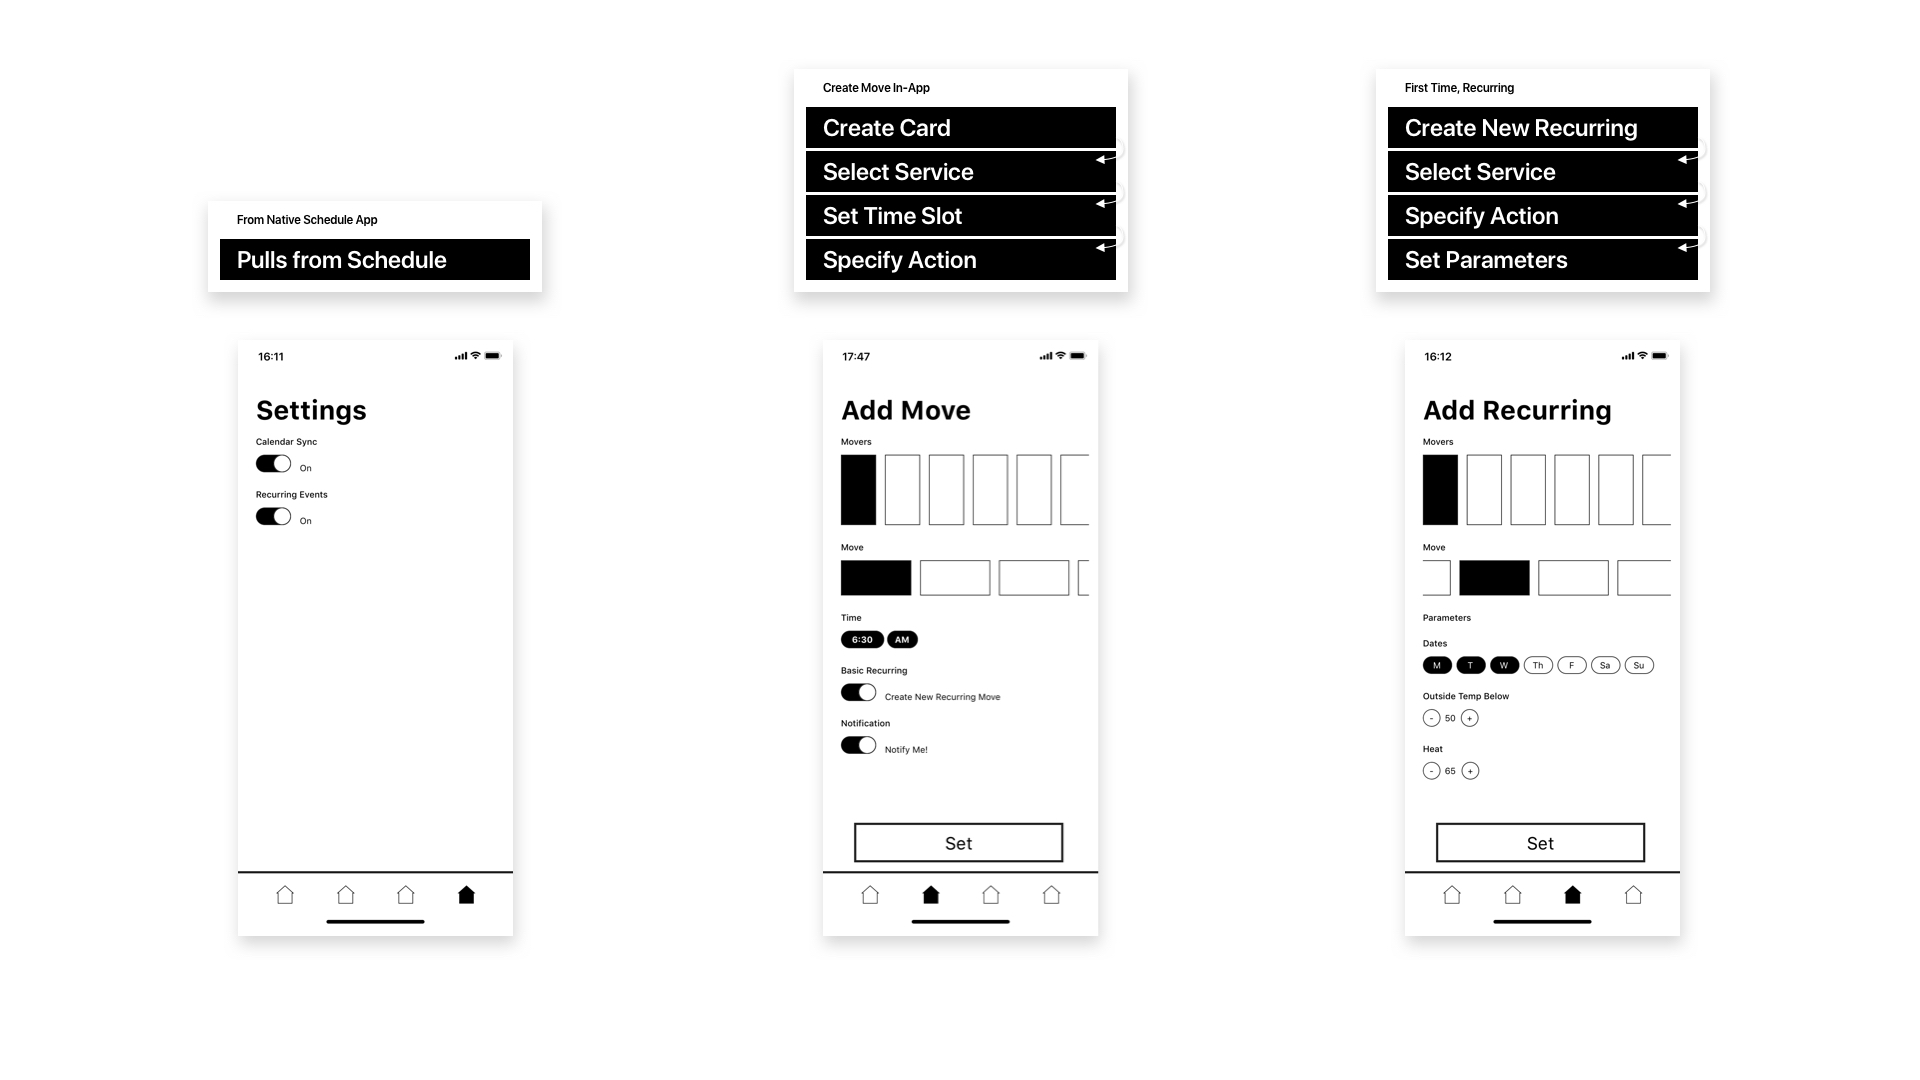 From Native Schedule App
Pulls from Schedule
16:11
Settings
Calendar Sync
On
Recurring Events
On
Create Move In-App
Create Card
Select Service
Set Time Slot
Specify Action
17:47
Add Move
Movers
Move
Time
6:30 AM
Basic Recurring
Create New Recurring Move
Notification
Notify Me!
Set
First Time, Recurring
Create New Recurring
Select Service
Specify Action
Set Parameters
16:12
Add Recurring
Movers
Move
Parameters
Dates
M T W Th F Sa Su
Outside Temp Below
- 50 +
Heat
- 65 +
Set